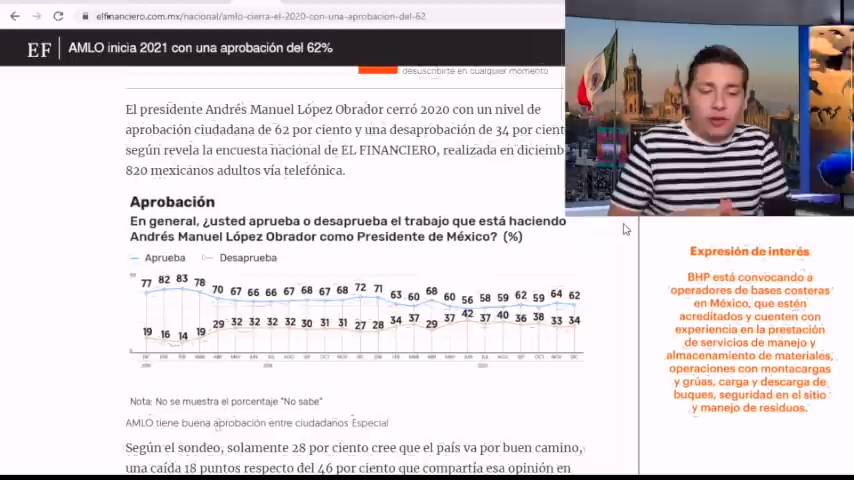 elfinanciero.com.mx/nacional/amlo-cierra-el-2020-con-una-aprobacion-del-62
EF AMLO inicia 2021 con una aprobación del 62%
desuscribirte en cualquier momento
El presidente Andrés Manuel López Obrador cerró 2020 con un nivel de
aprobación ciudadana de 62 por ciento y una desaprobación de 34 por cient
según revela la encuesta nacional de EL FINANCIERO, realizada en diciemb
820 mexicanos adultos vía telefónica.
Aprobación
En general, ¿usted aprueba o desaprueba el trabajo que está haciendo
Andrés Manuel López Obrador como Presidente de México? (%)
Aprueba Desaprueba
77 82 83 78 70 67 66 66 67 68 67 68 72 71 63 60 68 60 56 58 59 62 59 64 62
19 16 14 19 29 32 32 32 32 30 31 31 27 28 34 37 29 37 42 37 40 36 38 33 34
Nota: No se muestra el porcentaje "No sabe"
AMLO tiene buena aprobación entre ciudadanos Especial
Según el sondeo, solamente 28 por ciento cree que el país va por buen camino,
una caída 18 puntos respecto del 46 por ciento que compartía esa opinión en
Expresión de interés
BHP está convocando a
operadores de bases costeras
en México, que estén
acreditados y cuenten con
experiencia en la prestación
de servicios de manejo y
almacenamiento de materiales,
operaciones con montacargas
y grúas, carga y descarga de
buques, seguridad en el sitio
y manejo de residuos.